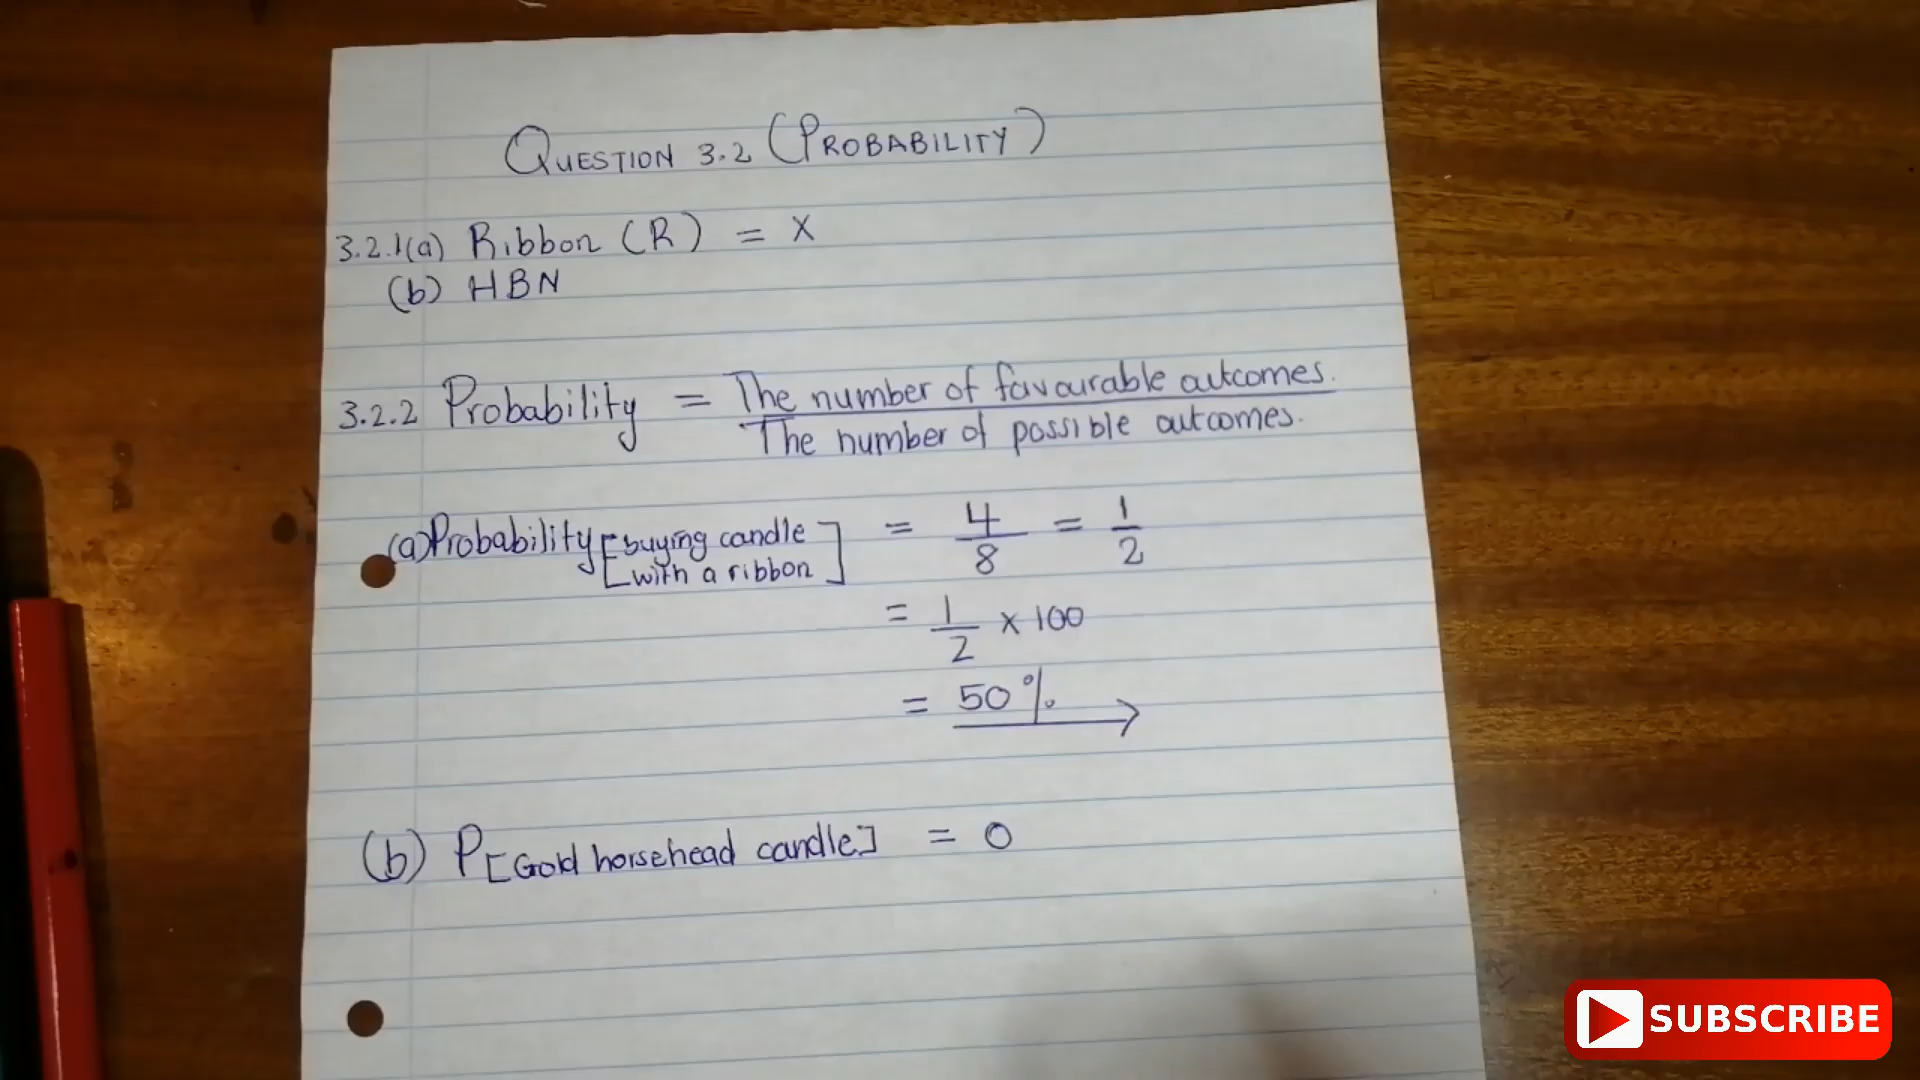 QUESTION 3.2 (PROBABILITY)
3.2.1(a) Ribbon (R) = X
(b) HBN
3.2.2 Probability = The number of favourable outcomes.
The number of possible outcomes.
(a) Probability [buying candle with a ribbon] = 4/8 = 1/2
= 1/2 x 100
= 50%
(b) P[Gold horsehead candle] = 0
SUBSCRIBE